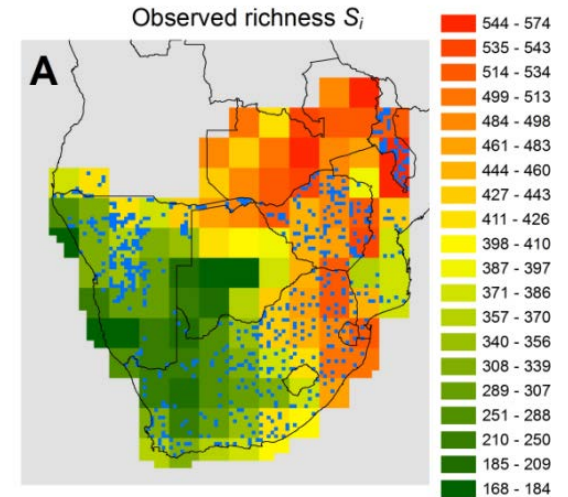 Observed richness Si
A
544 - 574
535 - 543
514 - 534
499 - 513
484 - 498
461 - 483
444 - 460
427 - 443
411 - 426
398 - 410
387 - 397
371 - 386
357 - 370
340 - 356
308 - 339
289 - 307
251 - 288
210 - 250
185 - 209
168 - 184